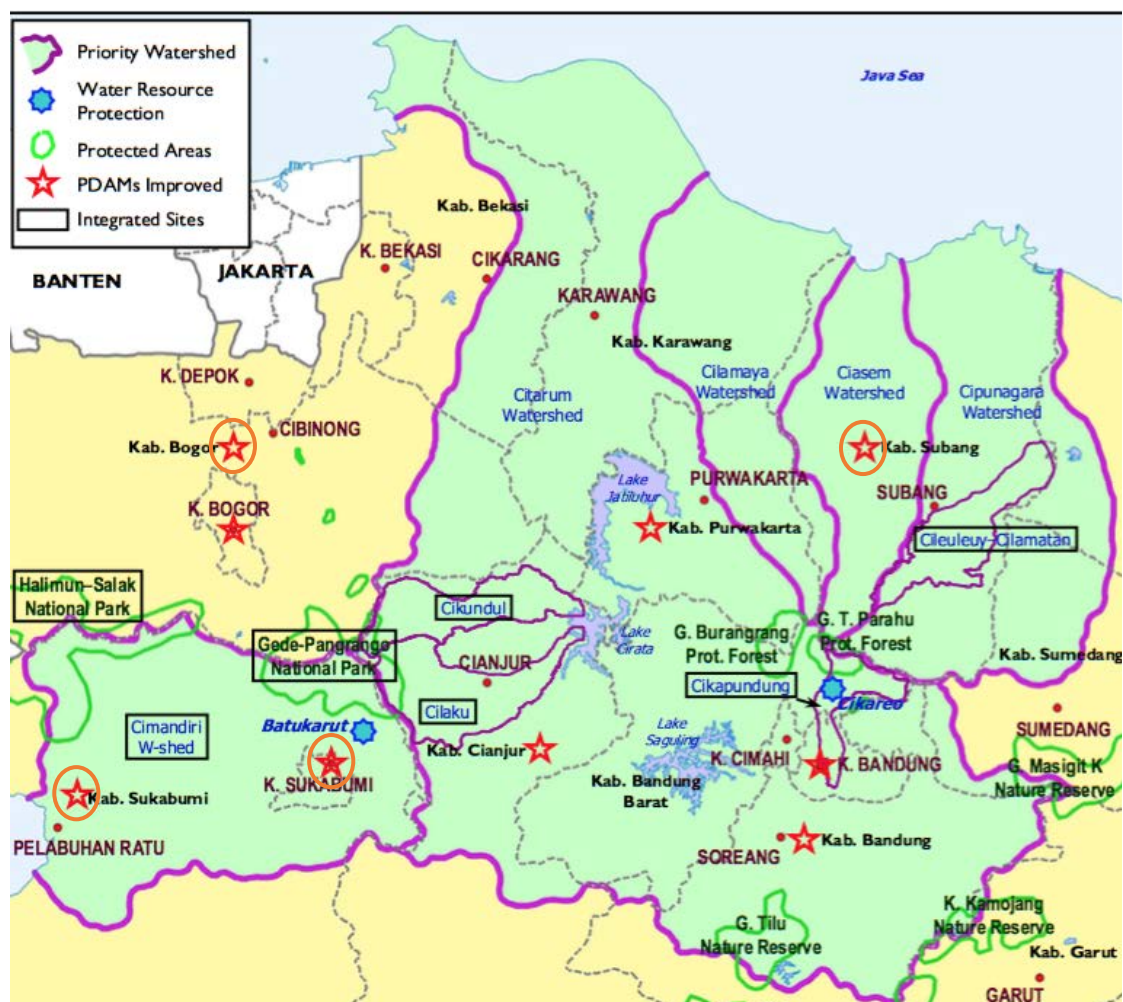 Priority Watershed
Water Resource
Protection
Protected Areas
PDAMs Improved
Integrated Sites
Java Sea
BANTEN
JAKARTA
Kab. Bekasi
K. BEKASI
CIKARANG
KARAWANG
Kab. Karawang
K. DEPOK
Cilamaya
Watershed
Ciasem
Watershed
Citarum
Watershed
Cipunagara
Watershed
Kab. Bogor
CIBINONG
Kab. Subang
Lake
Jatiluhur
PURWAKARTA
SUBANG
K. BOGOR
Kab. Purwakarta
Cileuleuy-Cilamatan
Halimun–Salak
National Park
Cikundul
Gede-Pangrango
National Park
Lake
Cirata
G. Burangrang
Prot. Forest
G. T. Parahu
Prot. Forest
Kab. Sumedang
CIANJUR
Cikapundung
Cikareo
Cilaku
Cimandiri
W-shed
Batukarut
Kab. Cianjur
Lake
Saguling
SUMEDANG
K. CIMAHI
K. BANDUNG
G. Masigit K
Nature Reserve
K. SUKABUMI
Kab. Bandung
Barat
Kab. Sukabumi
PELABUHAN RATU
SOREANG
Kab. Bandung
K. Kamojang
Nature Reserve
G. Tilu
Nature Reserve
Kab. Garut
GARUT